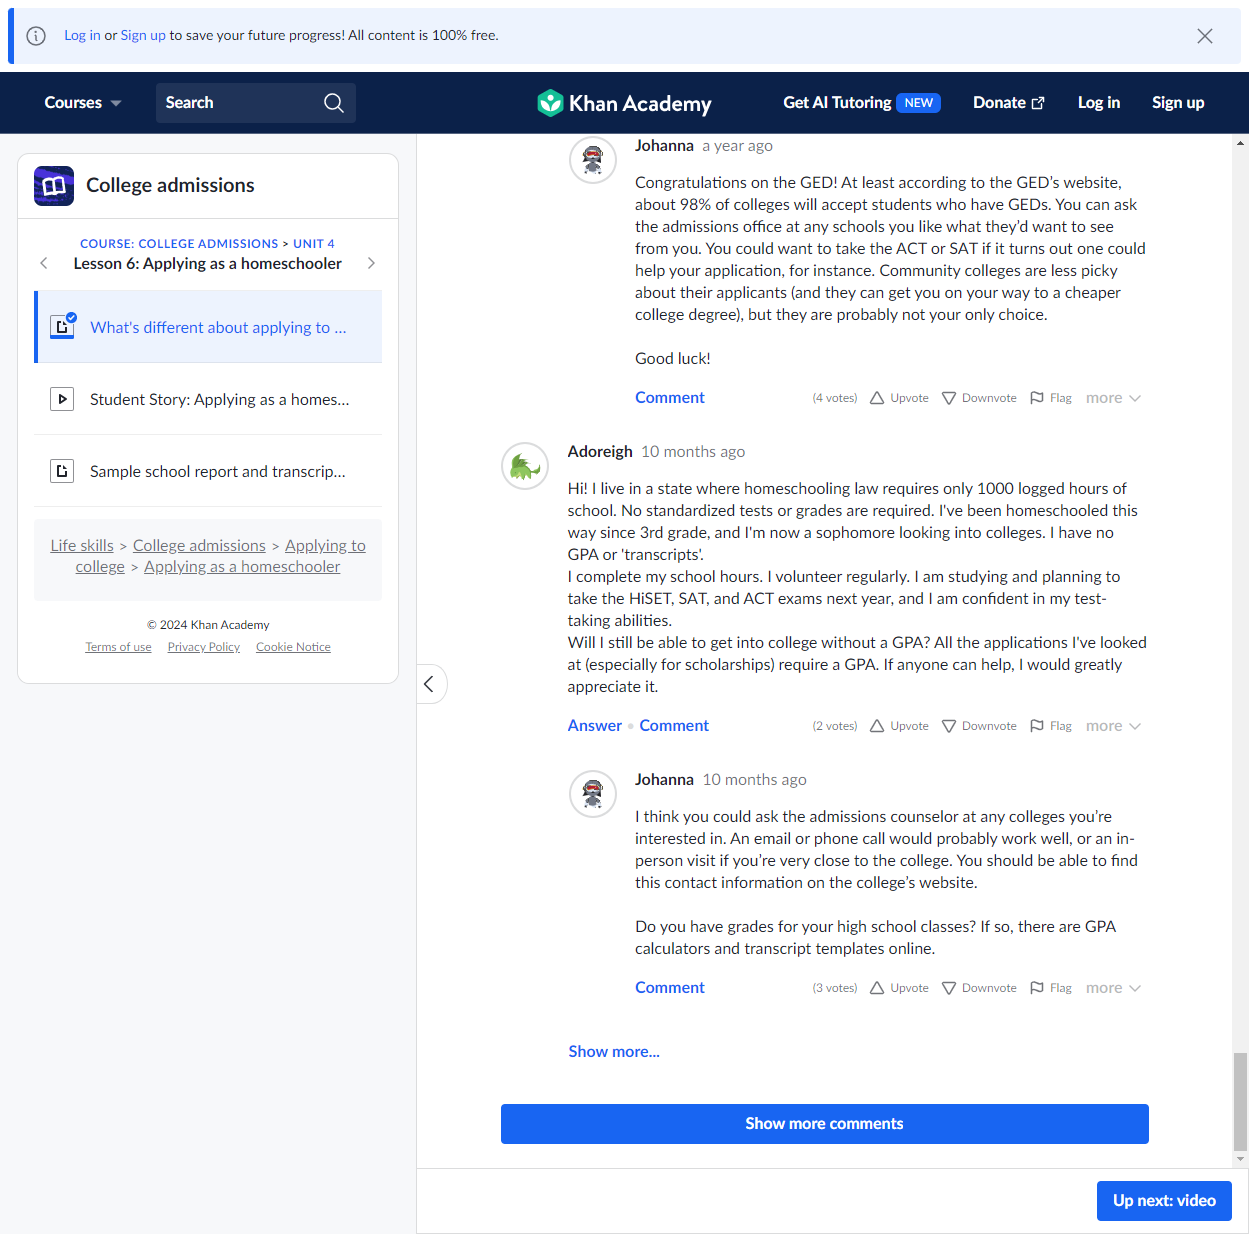 Log in or Sign up to save your future progress! All content is 100% free.
Courses
Search
Khan Academy
Get AI Tutoring NEW
Donate
Log in
Sign up
College admissions
COURSE: COLLEGE ADMISSIONS > UNIT 4
Lesson 6: Applying as a homeschooler
What's different about applying to ...
Student Story: Applying as a homes...
Sample school report and transcrip...
Life skills > College admissions > Applying to
college > Applying as a homeschooler
© 2024 Khan Academy
Terms of use Privacy Policy Cookie Notice
Johanna a year ago
Congratulations on the GED! At least according to the GED’s website,
about 98% of colleges will accept students who have GEDs. You can ask
the admissions office at any schools you like what they’d want to see
from you. You could want to take the ACT or SAT if it turns out one could
help your application, for instance. Community colleges are less picky
about their applicants (and they can get you on your way to a cheaper
college degree), but they are probably not your only choice.
Good luck!
Comment (4 votes) Upvote Downvote Flag more
Adoreigh 10 months ago
Hi! I live in a state where homeschooling law requires only 1000 logged hours of
school. No standardized tests or grades are required. I've been homeschooled this
way since 3rd grade, and I'm now a sophomore looking into colleges. I have no
GPA or 'transcripts'.
I complete my school hours. I volunteer regularly. I am studying and planning to
take the HiSET, SAT, and ACT exams next year, and I am confident in my test-
taking abilities.
Will I still be able to get into college without a GPA? All the applications I've looked
at (especially for scholarships) require a GPA. If anyone can help, I would greatly
appreciate it.
Answer • Comment (2 votes) Upvote Downvote Flag more
Johanna 10 months ago
I think you could ask the admissions counselor at any colleges you’re
interested in. An email or phone call would probably work well, or an in-
person visit if you’re very close to the college. You should be able to find
this contact information on the college’s website.
Do you have grades for your high school classes? If so, there are GPA
calculators and transcript templates online.
Comment (3 votes) Upvote Downvote Flag more
Show more...
Show more comments
Up next: video